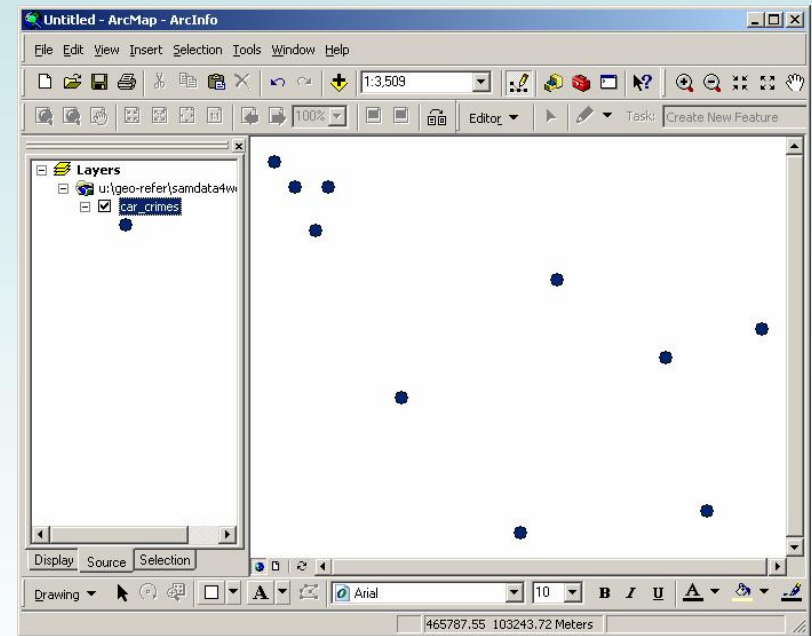 Untitled - ArcMap - ArcInfo
File Edit View Insert Selection Tools Window Help
1:3,509
100% Editor Task: Create New Feature
Layers
u:\geo-refer\samdata4w
car_crimes
Display Source Selection
Drawing A Arial 10 B I U A
465787.55 103243.72 Meters